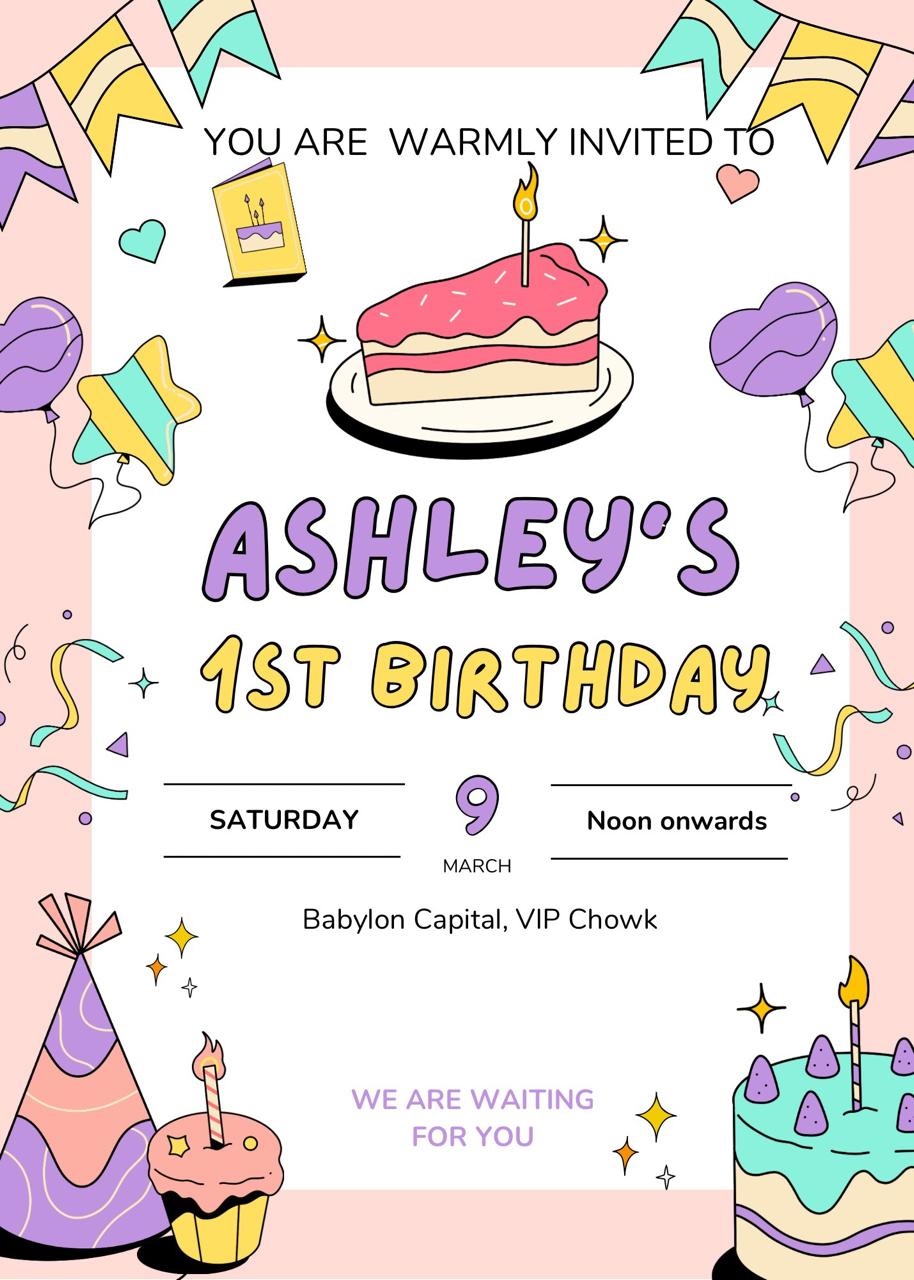 YOU ARE WARMLY INVITED TO
ASHLEY'S
1ST BIRTHDAY
SATURDAY
9
MARCH
Noon onwards
Babylon Capital, VIP Chowk
WE ARE WAITING
FOR YOU